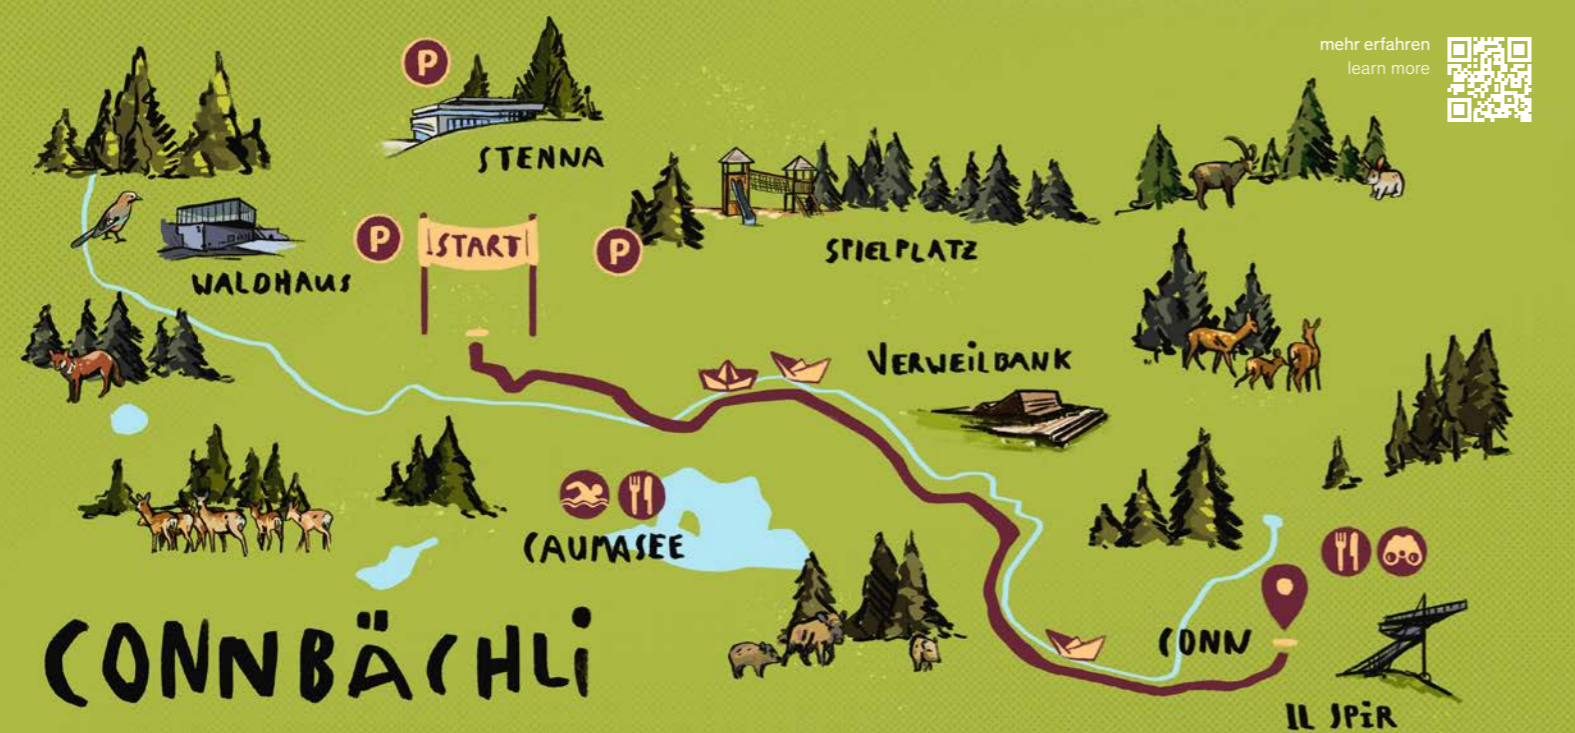 mehr erfahren
learn more
P
STENNA
P
START
P
SPIELPLATZ
WALDHAUS
VERWEILBANK
CAUMASEE
CONNBÄCHLi
CONN
IL SPiR